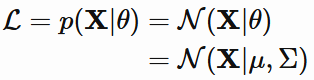 𝓛 = p(𝐗|θ) = 𝒩(𝐗|θ)
= 𝒩(𝐗|μ, Σ)